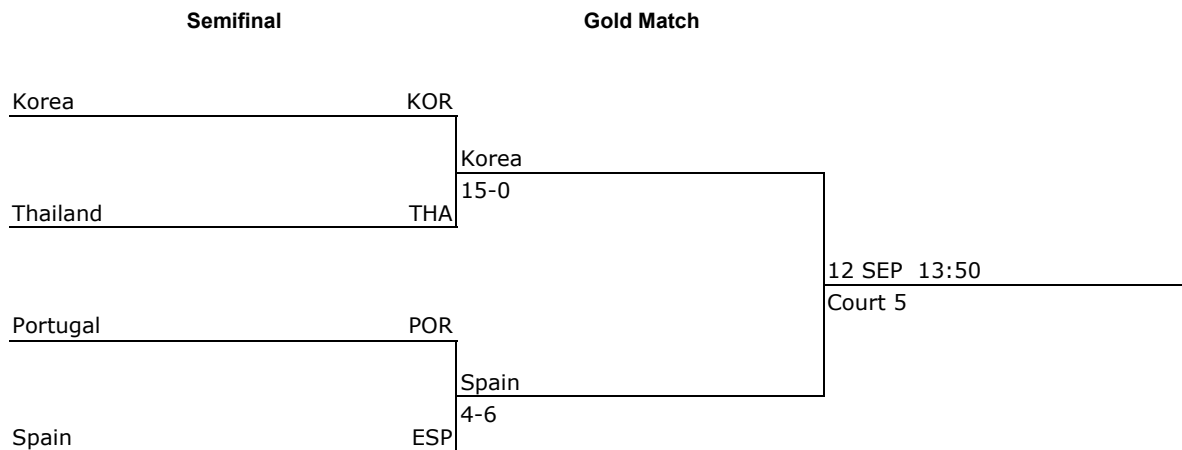 Semifinal Gold Match
Korea KOR
Korea
15-0
Thailand THA
12 SEP 13:50
Court 5
Portugal POR
Spain
4-6
Spain ESP